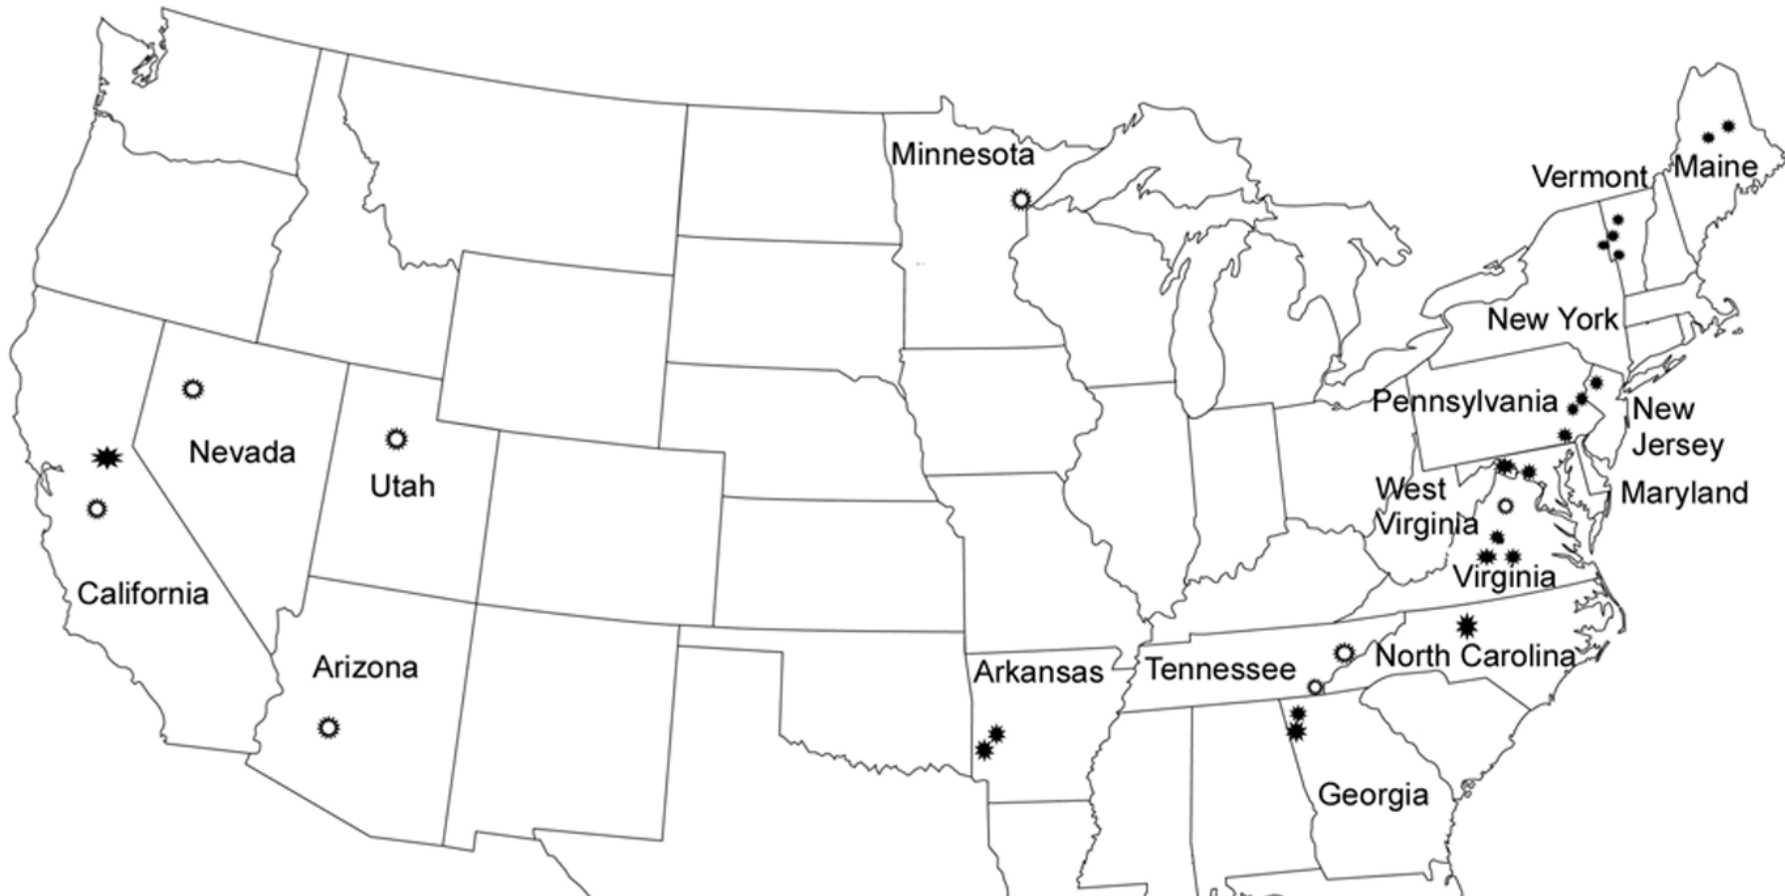 Minnesota
Vermont
Maine
New York
Pennsylvania
New
Jersey
Nevada
Utah
West
Virginia
Maryland
Virginia
California
Arizona
Arkansas
Tennessee
North Carolina
Georgia